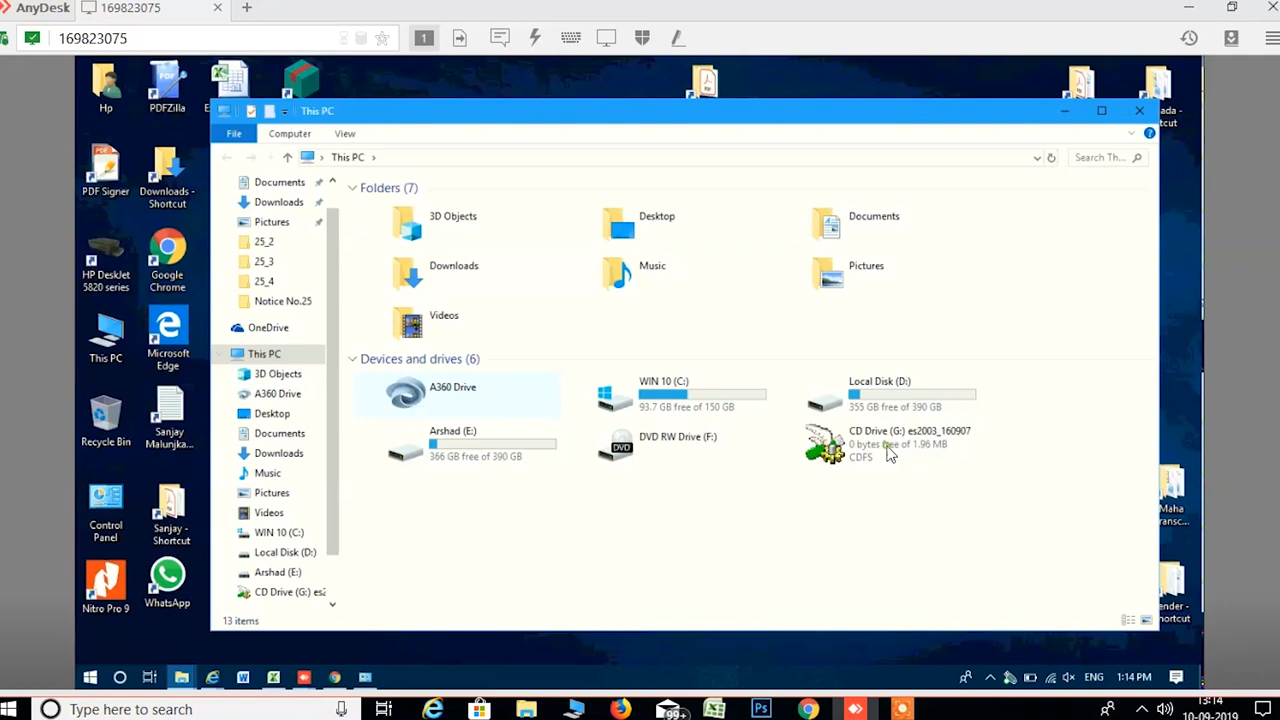 AnyDesk
169823075
169823075
1
Hp
PDFZilla
This PC
File
Computer
View
This PC
Search Th...
PDF Signer
Downloads -
Shortcut
HP DeskJet
5820 series
Google
Chrome
This PC
Microsoft
Edge
Recycle Bin
Sanjay
Malunjka...
Control
Panel
Sanjay -
Shortcut
Nitro Pro 9
WhatsApp
Documents
Downloads
Pictures
25_2
25_3
25_4
Notice No.25
OneDrive
This PC
3D Objects
A360 Drive
Desktop
Documents
Downloads
Music
Pictures
Videos
WIN 10 (C:)
Local Disk (D:)
Arshad (E:)
CD Drive (G:) es2
Folders (7)
3D Objects
Desktop
Documents
Downloads
Music
Pictures
Videos
Devices and drives (6)
A360 Drive
WIN 10 (C:)
93.7 GB free of 150 GB
Local Disk (D:)
355 GB free of 390 GB
Arshad (E:)
366 GB free of 390 GB
DVD
DVD RW Drive (F:)
CD Drive (G:) es2003_160907
0 bytes free of 1.96 MB
CDFS
13 items
Maha
ENG
1:14 PM
Type here to search
99+
13:14
10-09-2019